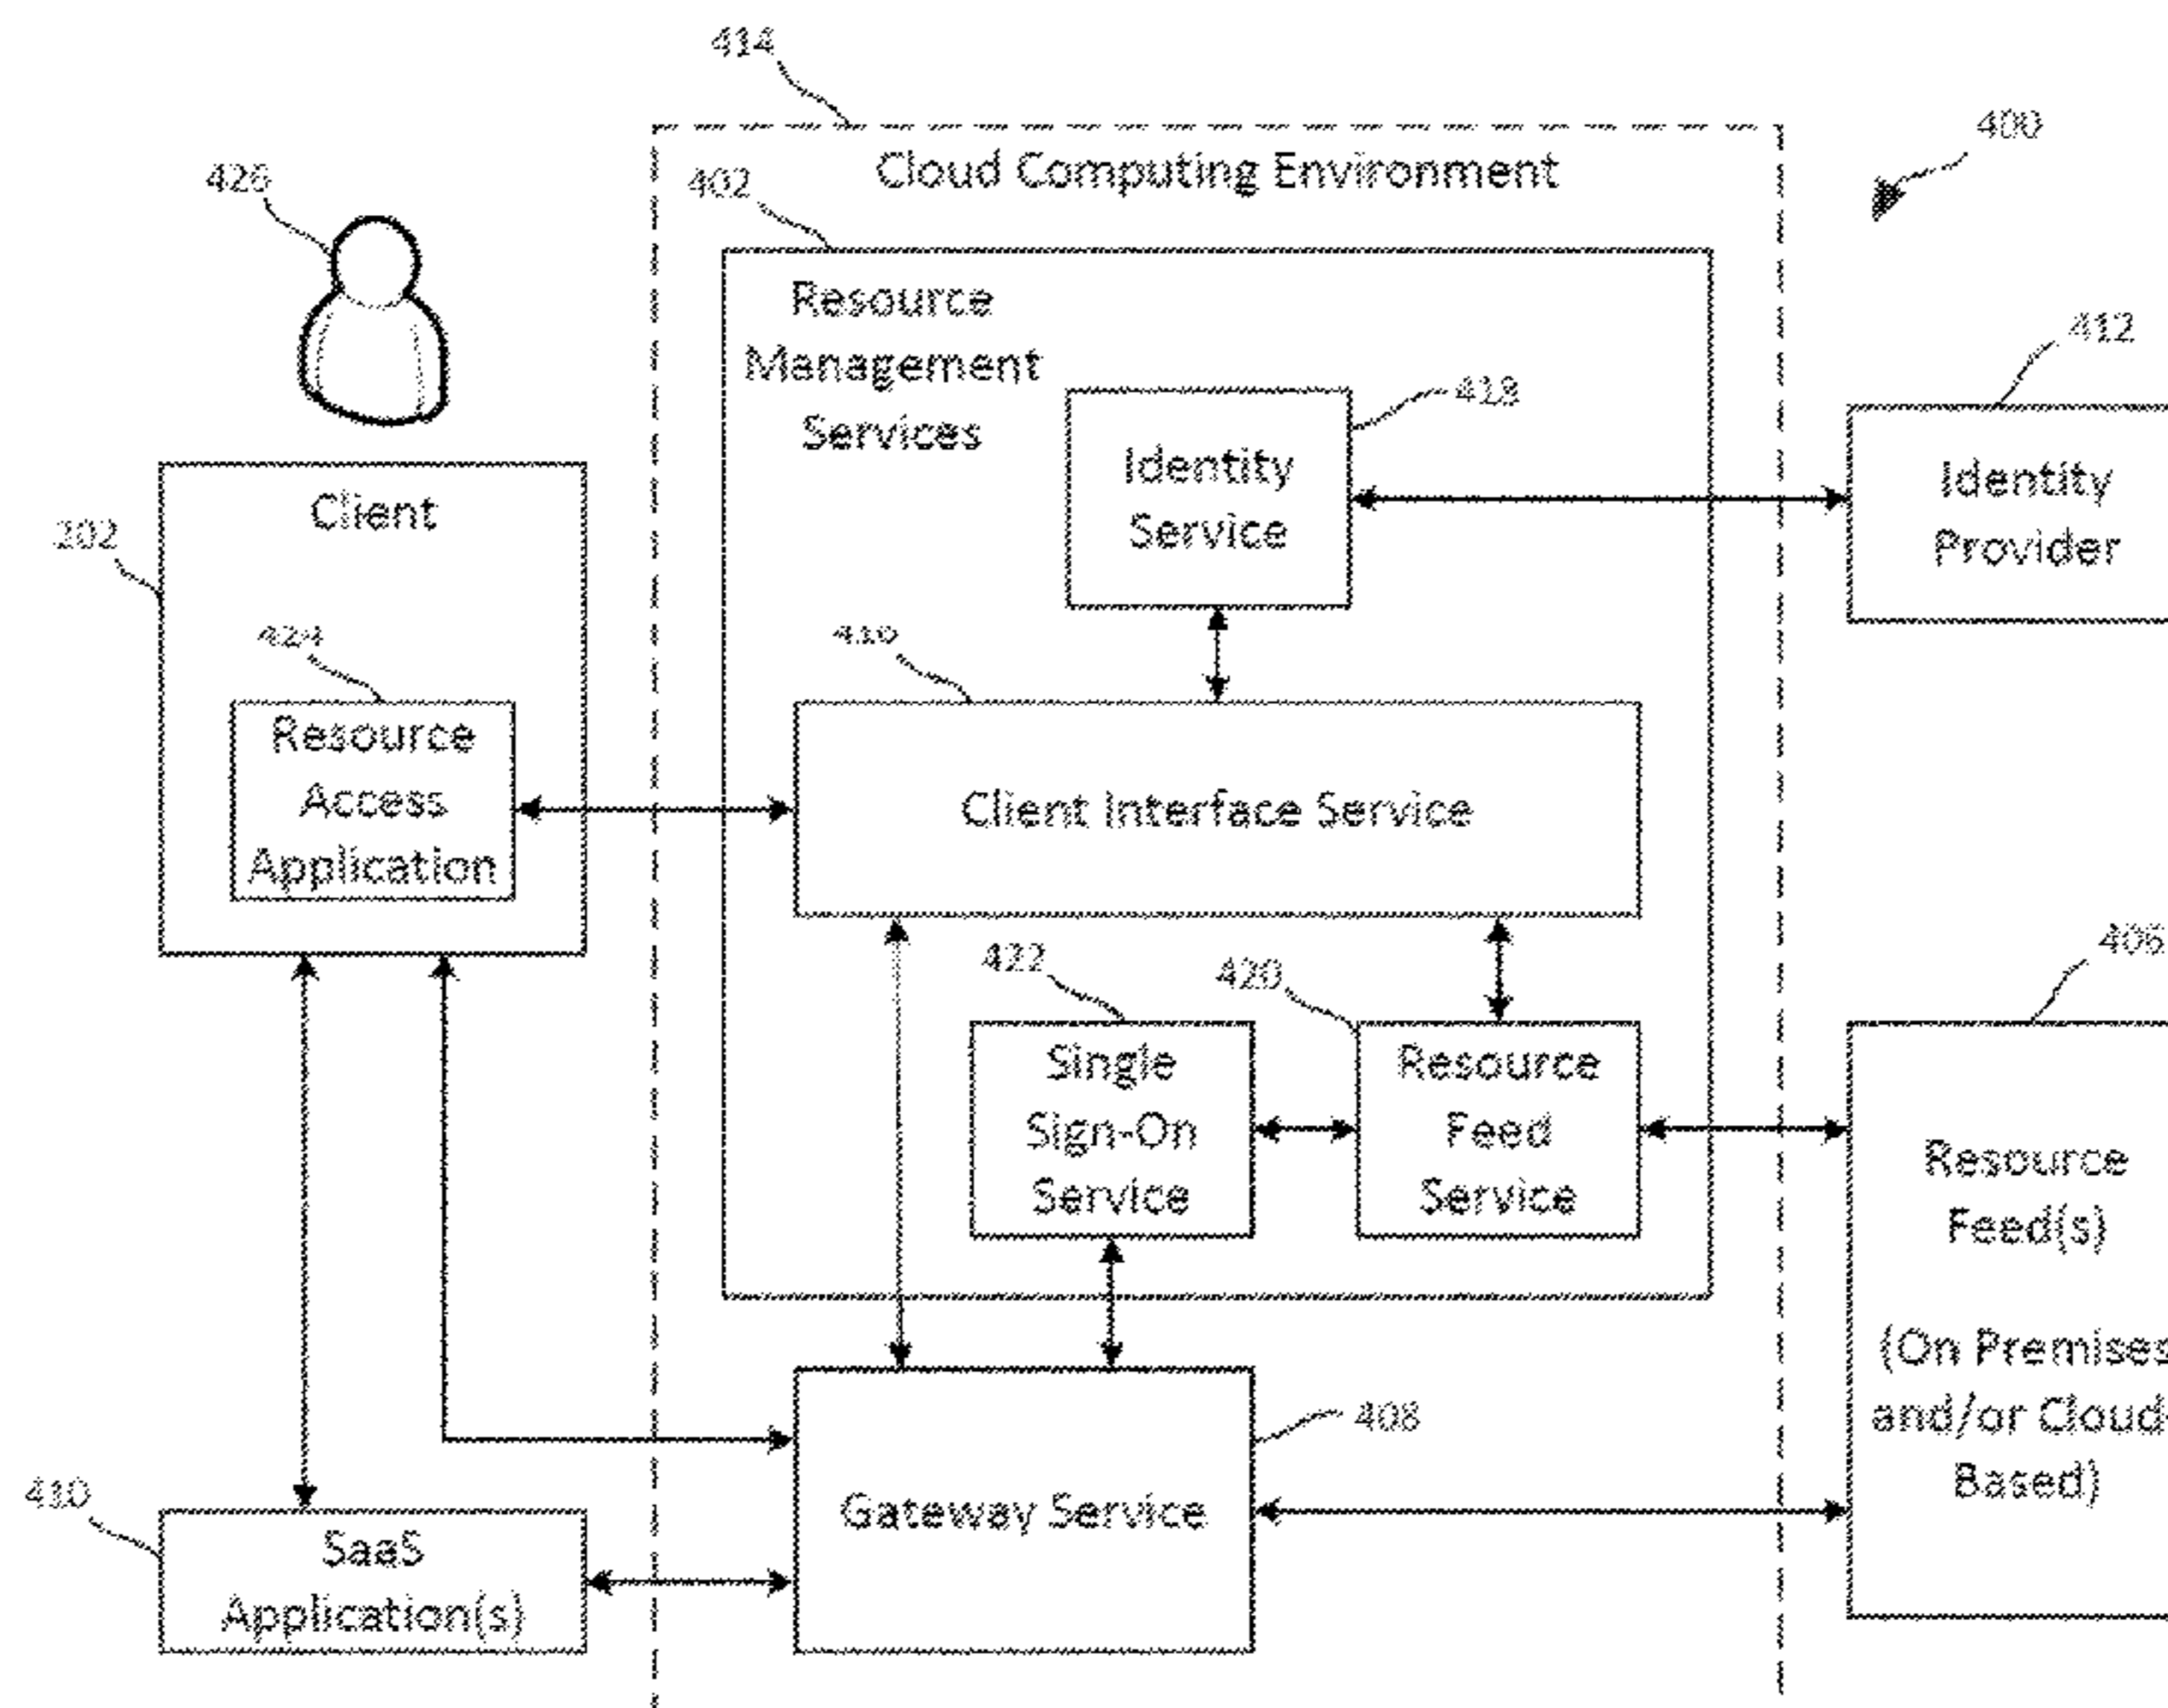 414
400
Cloud Computing Environment
426
402
Resource
Management
Services
412
418
Identity
Service
Identity
Provider
Client
202
424
416
Resource
Access
Application
Client Interface Service
406
422
420
Single
Sign-On
Service
Resource
Feed
Service
Resource
Feed(s)
(On Premises
and/or Cloud-
Based)
408
Gateway Service
410
SaaS
Application(s)